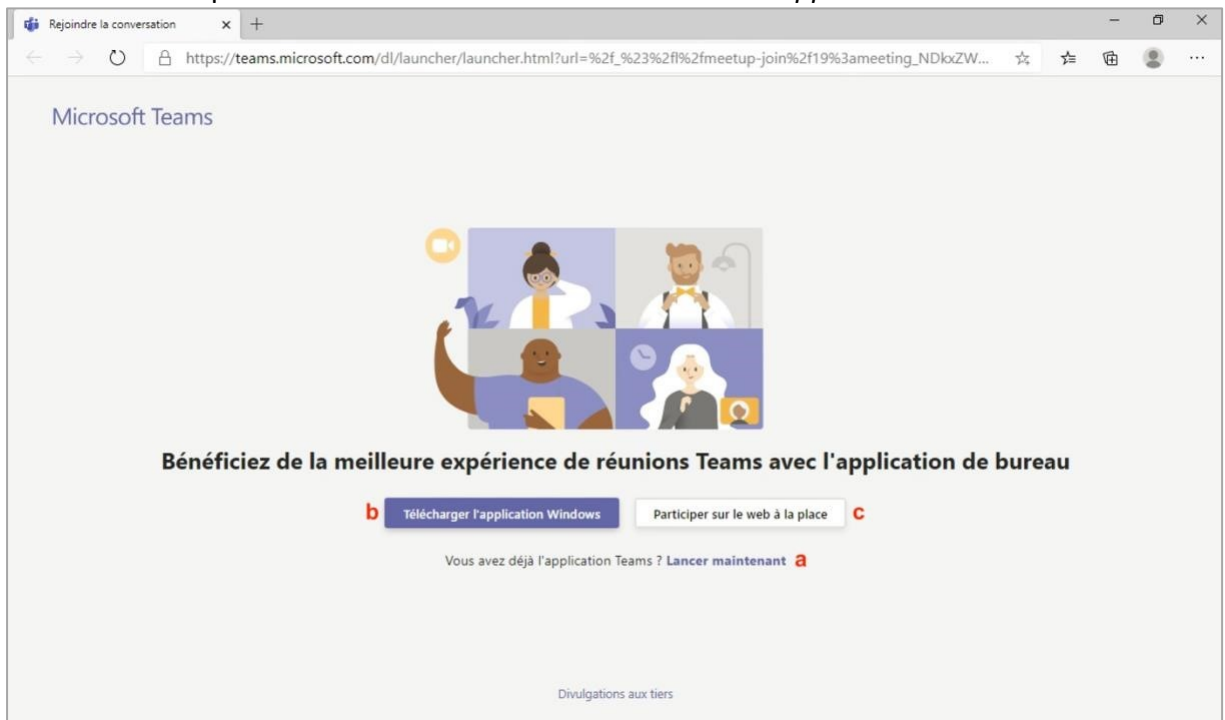 Rejoindre la conversation
https://teams.microsoft.com/dl/launcher/launcher.html?url=%2f_%23%2fl%2fmeetup-join%2f19%3ameeting_NDkxZW...
Microsoft Teams
Bénéficiez de la meilleure expérience de réunions Teams avec l'application de bureau
b Télécharger l'application Windows Participer sur le web à la place c
Vous avez déjà l'application Teams ? Lancer maintenant a
Divulgations aux tiers